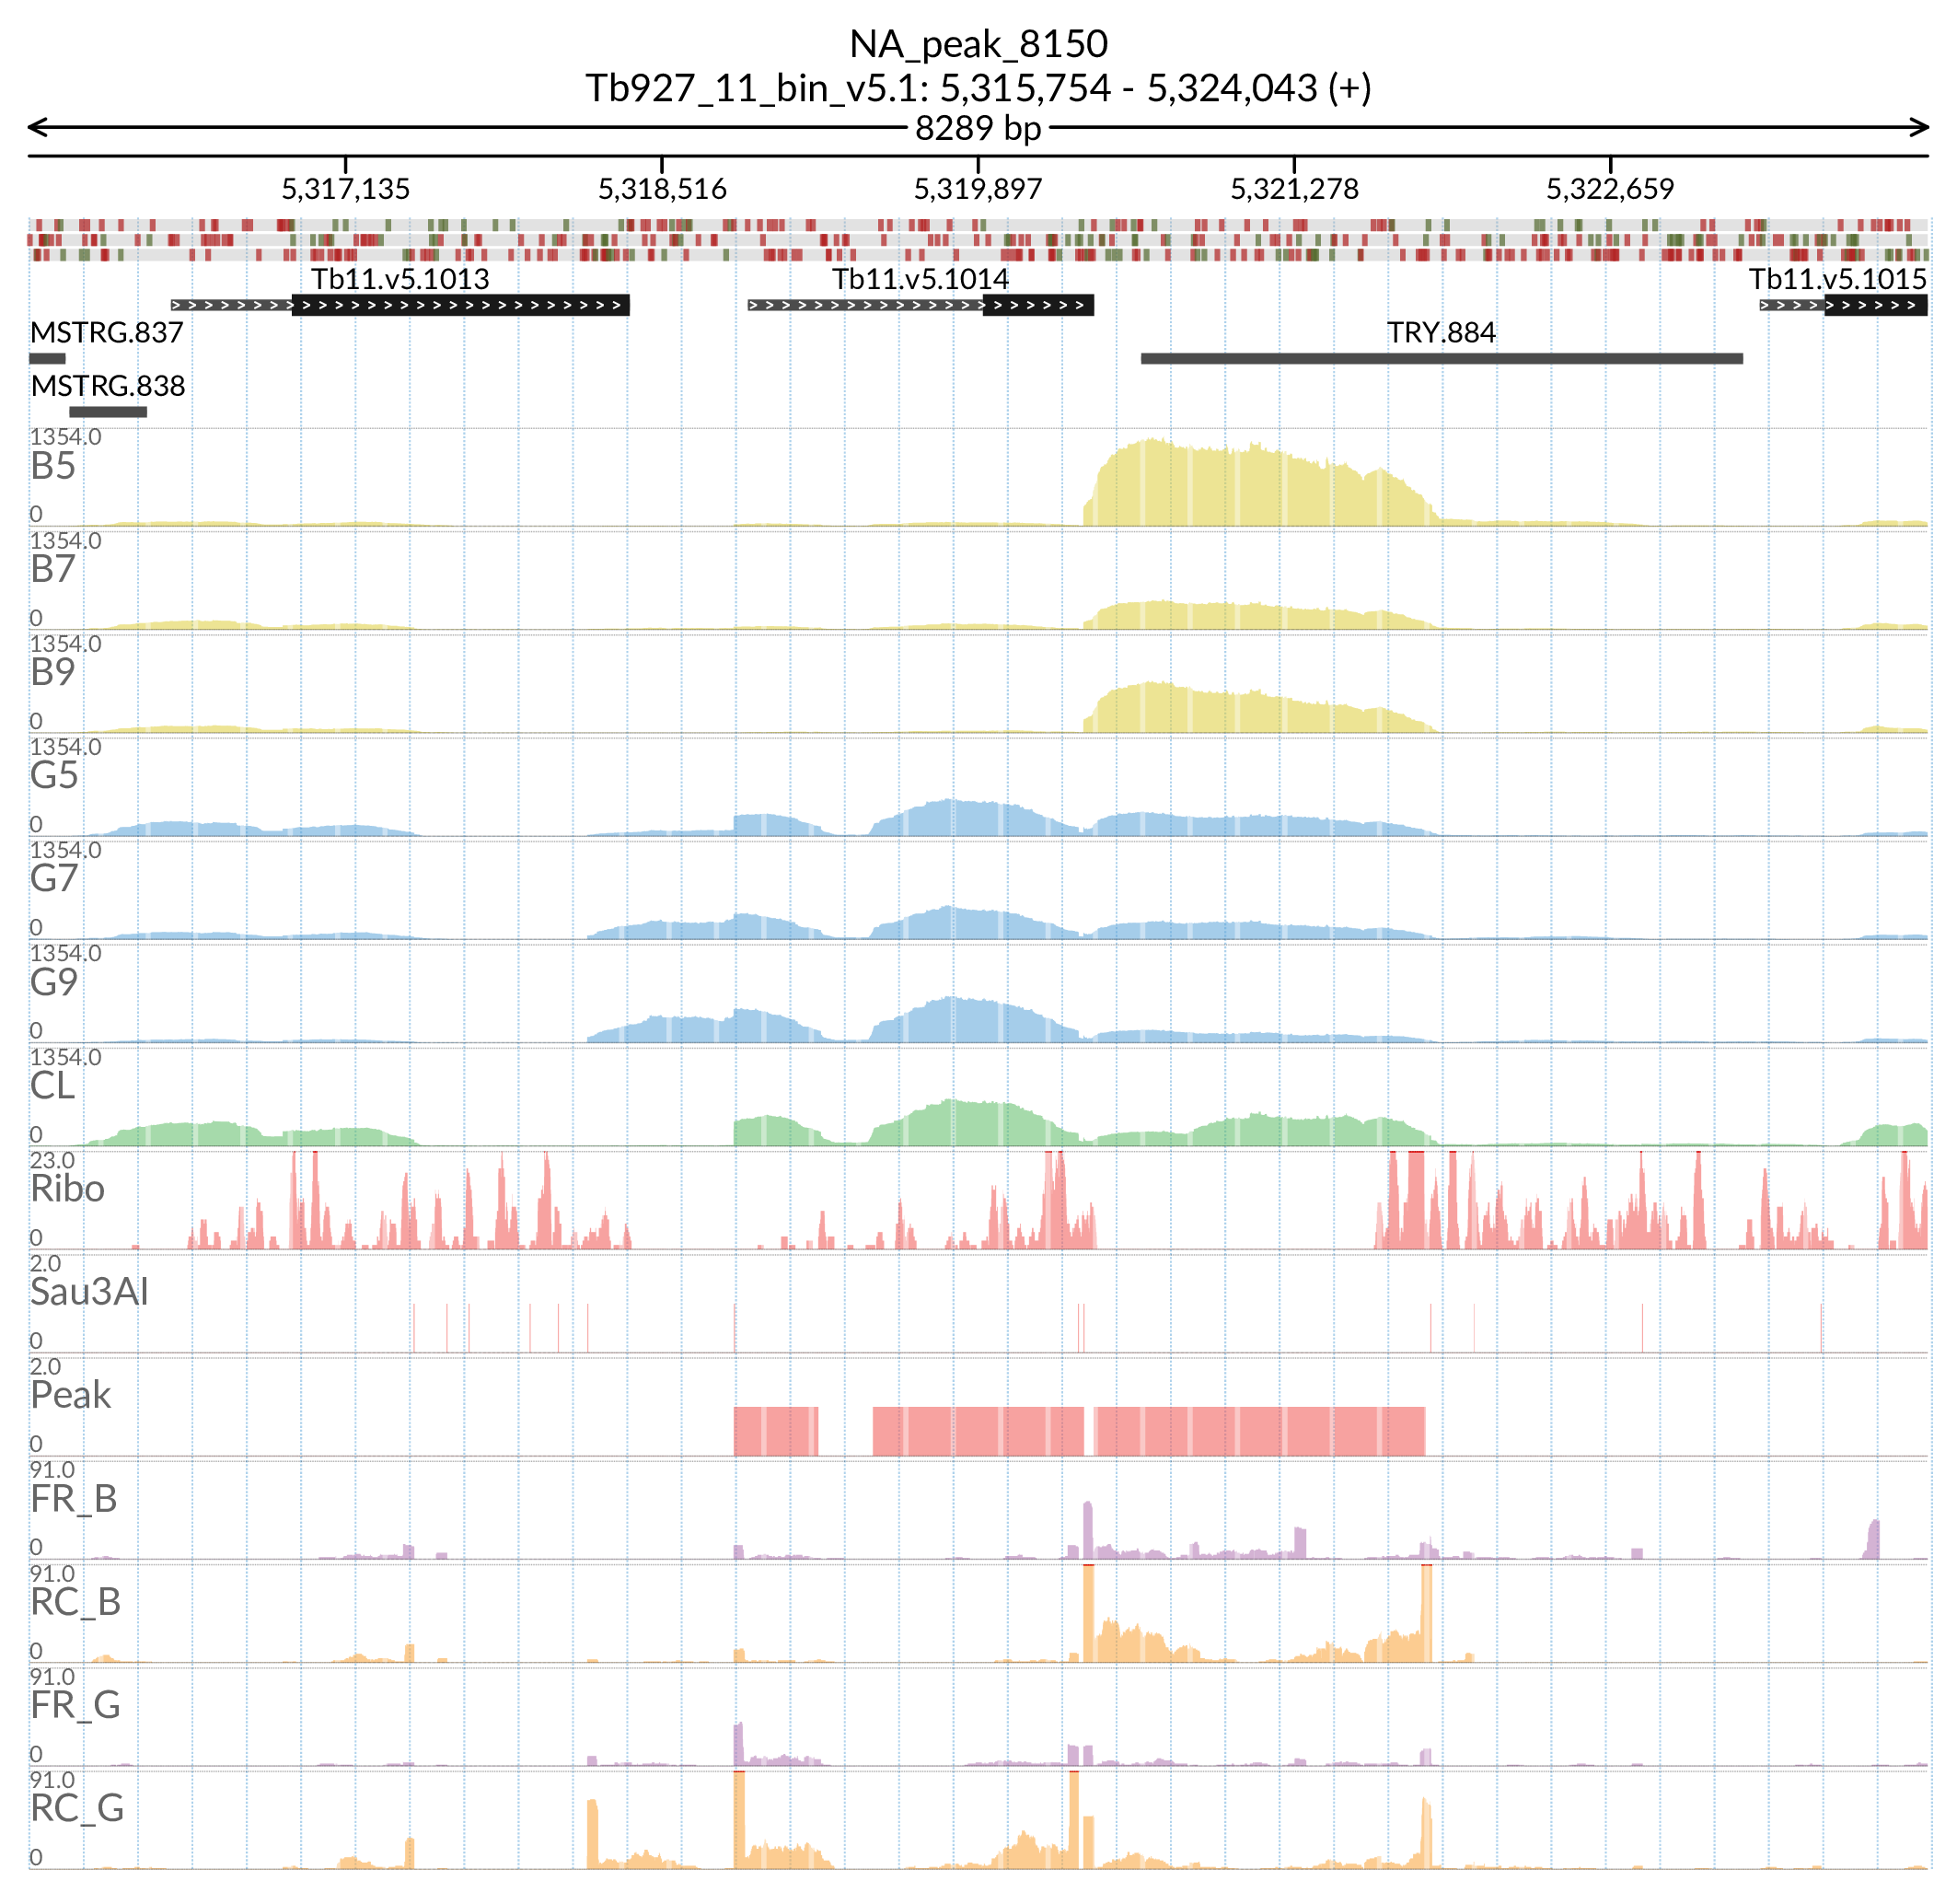 NA_peak_8150
Tb927_11_bin_v5.1: 5,315,754 - 5,324,043 (+)
8289 bp
5,317,135 5,318,516 5,319,897 5,321,278 5,322,659
Tb11.v5.1013 Tb11.v5.1014 Tb11.v5.1015
MSTRG.837 TRY.884
MSTRG.838
1354.0
B5
0
1354.0
B7
0
1354.0
B9
0
1354.0
G5
0
1354.0
G7
0
1354.0
G9
0
1354.0
CL
0
23.0
Ribo
0
2.0
Sau3AI
0
2.0
Peak
0
91.0
FR_B
0
91.0
RC_B
0
91.0
FR_G
0
91.0
RC_G
0